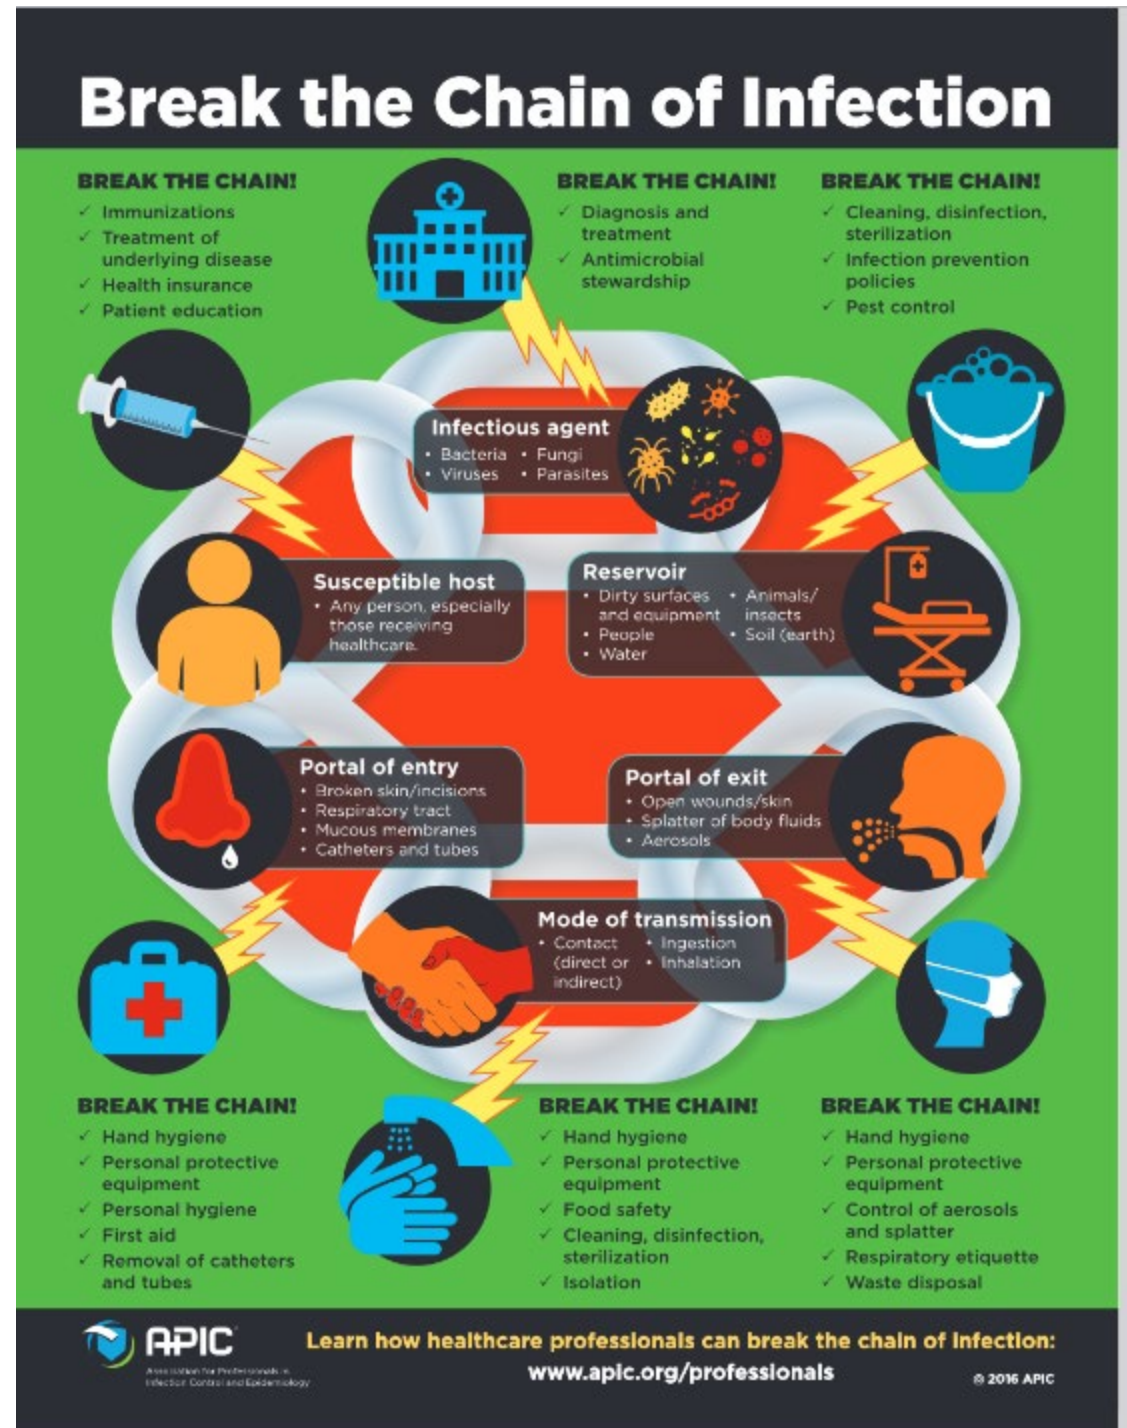 Break the Chain of Infection
BREAK THE CHAIN!
✓ Immunizations
✓ Treatment of
underlying disease
✓ Health insurance
✓ Patient education
BREAK THE CHAIN!
✓ Diagnosis and
treatment
✓ Antimicrobial
stewardship
BREAK THE CHAIN!
✓ Cleaning, disinfection,
sterilization
✓ Infection prevention
policies
✓ Pest control
Infectious agent
• Bacteria • Fungi
• Viruses • Parasites
Susceptible host
• Any person, especially
those receiving
healthcare.
Reservoir
• Dirty surfaces
and equipment
• People
• Water
• Animals/
insects
• Soil (earth)
Portal of entry
• Broken skin/incisions
• Respiratory tract
• Mucous membranes
• Catheters and tubes
Portal of exit
• Open wounds/skin
• Splatter of body fluids
• Aerosols
Mode of transmission
• Contact
(direct or
indirect)
• Ingestion
• Inhalation
BREAK THE CHAIN!
✓ Hand hygiene
✓ Personal protective
equipment
✓ Personal hygiene
✓ First aid
✓ Removal of catheters
and tubes
BREAK THE CHAIN!
✓ Hand hygiene
✓ Personal protective
equipment
✓ Food safety
✓ Cleaning, disinfection,
sterilization
✓ Isolation
BREAK THE CHAIN!
✓ Hand hygiene
✓ Personal protective
equipment
✓ Control of aerosols
and splatter
✓ Respiratory etiquette
✓ Waste disposal
APIC
Association for Professionals in
Infection Control and Epidemiology
Learn how healthcare professionals can break the chain of infection:
www.apic.org/professionals
© 2016 APIC